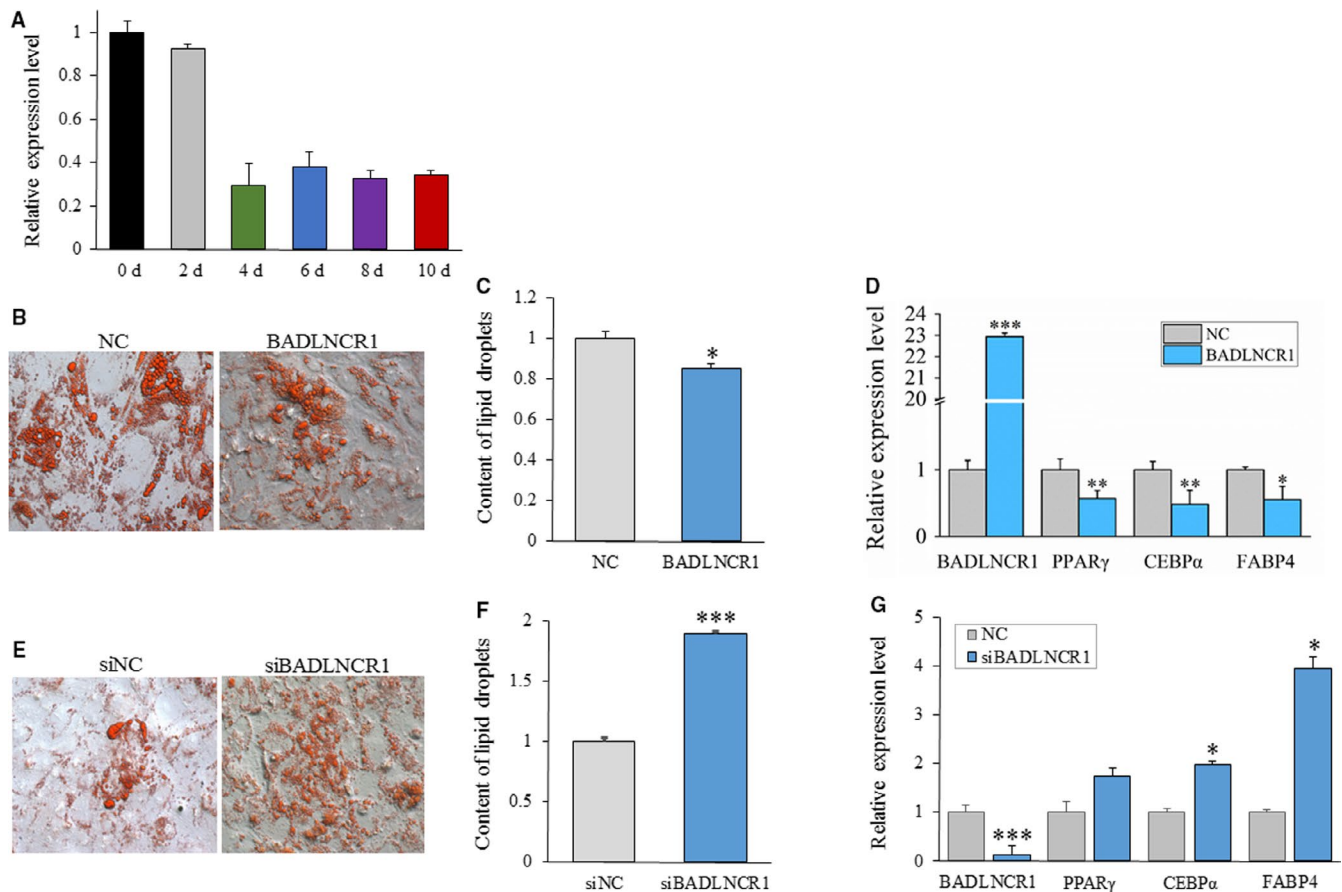 A
Relative expression level
1
0.8
0.6
0.4
0.2
0
0 d 2 d 4 d 6 d 8 d 10 d
B
NC BADLNCR1
C
Content of lipid droplets
1.2
1
0.8
0.6
0.4
0.2
0
*
NC BADLNCR1
D
Relative expression level
24
23
22
21
20
1
0
*** ** ** *
NC
BADLNCR1
BADLNCR1 PPARγ CEBPα FABP4
E
siNC siBADLNCR1
F
Content of lipid droplets
2
1.5
1
0.5
0
***
siNC siBADLNCR1
G
Relative expression level
5
4
3
2
1
0
NC
siBADLNCR1
*** * *
BADLNCR1 PPARγ CEBPα FABP4